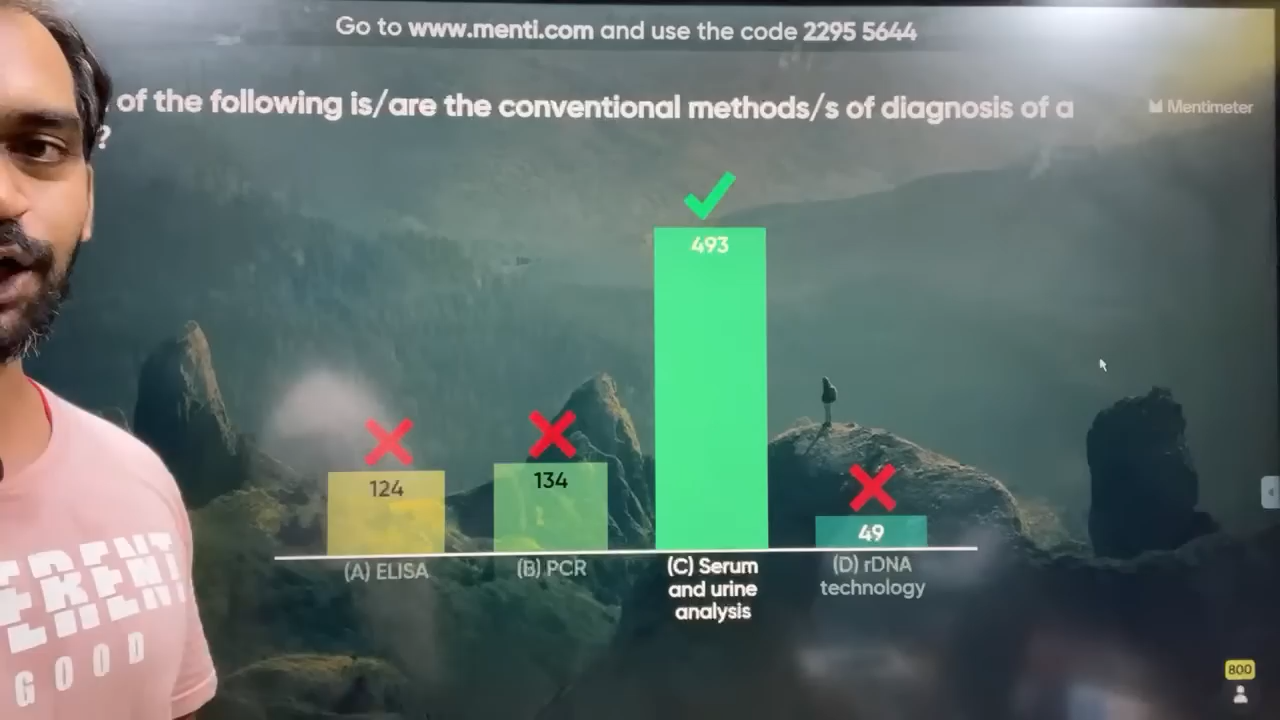 Go to www.menti.com and use the code 2295 5644
of the following is/are the conventional methods/s of diagnosis of a
?
Mentimeter
493
124
134
49
(A) ELISA
(B) PCR
(C) Serum
and urine
analysis
(D) rDNA
technology
GOOD
800